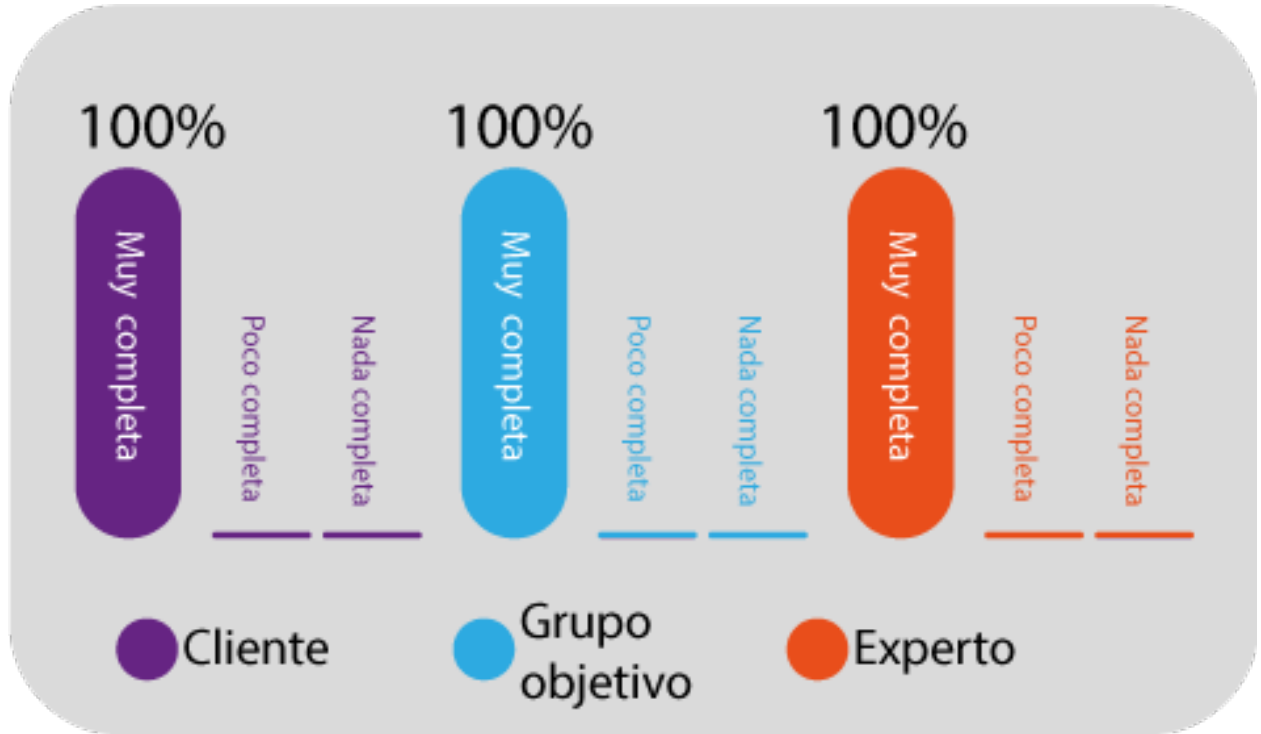 100%
100%
100%
Muy completa
Poco completa
Nada completa
Muy completa
Poco completa
Nada completa
Muy completa
Poco completa
Nada completa
Cliente
Grupo
objetivo
Experto